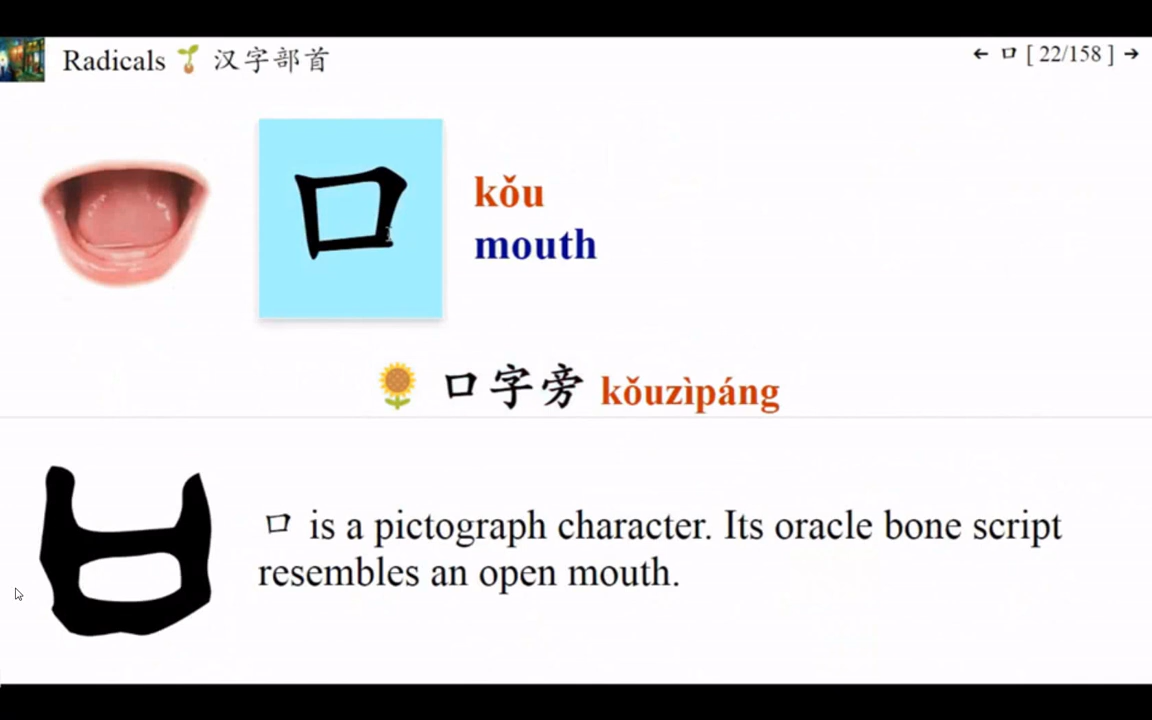 Radicals 汉字部首
← 口 [ 22/158 ] →
口
kǒu
mouth
口字旁 kǒuzìpáng
口 is a pictograph character. Its oracle bone script
resembles an open mouth.